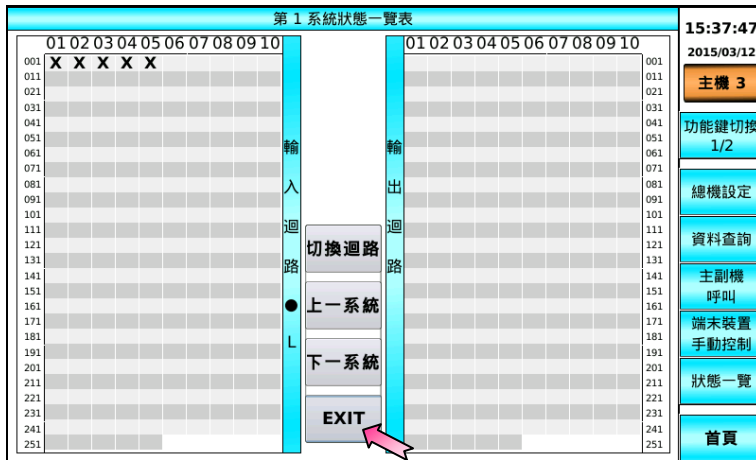 第 1 系統狀態一覽表
15:37:47
2015/03/12
主機 3
功能鍵切換
1/2
總機設定
資料查詢
主副機
呼叫
端末裝置
手動控制
狀態一覽
首頁
01 02 03 04 05 06 07 08 09 10
001 X X X X X
011
021
031
041
051
061
071
081
091
101
111
121
131
141
151
161
171
181
191
201
211
221
231
241
251
輸入迴路●L
切換迴路
上一系統
下一系統
EXIT
輸出迴路
01 02 03 04 05 06 07 08 09 10
001
011
021
031
041
051
061
071
081
091
101
111
121
131
141
151
161
171
181
191
201
211
221
231
241
251